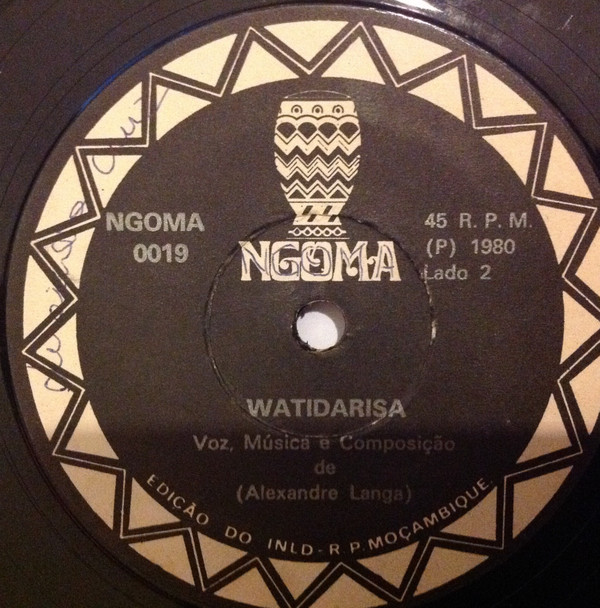 NGOMA
0019
45 R. P. M.
(P) 1980
Lado 2
NGOMA
WATIDARISA
Voz, Música e Composição
de
(Alexandre Langa)
EDIÇÃO DO INLD-R.P.MOÇAMBIQUE.